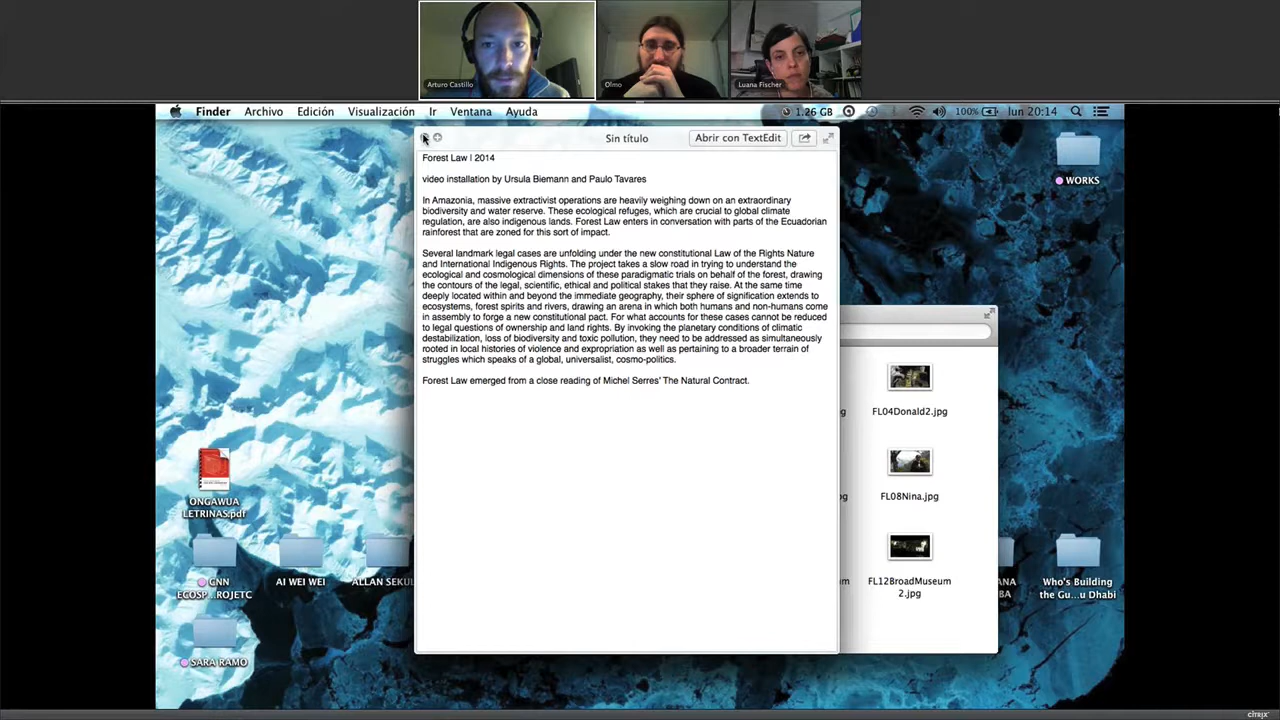 Arturo Castillo
Olmo
Luana Fischer
Finder Archivo Edición Visualización Ir Ventana Ayuda 1.26 GB 100% lun 20:14
Sin título
Abrir con TextEdit
Forest Law | 2014
video installation by Ursula Biemann and Paulo Tavares
In Amazonia, massive extractivist operations are heavily weighing down on an extraordinary
biodiversity and water reserve. These ecological refuges, which are crucial to global climate
regulation, are also indigenous lands. Forest Law enters in conversation with parts of the Ecuadorian
rainforest that are zoned for this sort of impact.
Several landmark legal cases are unfolding under the new constitutional Law of the Rights Nature
and International Indigenous Rights. The project takes a slow road in trying to understand the
ecological and cosmological dimensions of these paradigmatic trials on behalf of the forest, drawing
the contours of the legal, scientific, ethical and political stakes that they raise. At the same time
deeply located within and beyond the immediate geography, their sphere of signification extends to
ecosystems, forest spirits and rivers, drawing an arena in which both humans and non-humans come
in assembly to forge a new constitutional pact. For what accounts for these cases cannot be reduced
to legal questions of ownership and land rights. By invoking the planetary conditions of climatic
destabilization, loss of biodiversity and toxic pollution, they need to be addressed as simultaneously
rooted in local histories of violence and expropriation as well as pertaining to a broader terrain of
struggles which speaks of a global, universalist, cosmo-politics.
Forest Law emerged from a close reading of Michel Serres' The Natural Contract.
WORKS
FL04Donald2.jpg
FL08Nina.jpg
FL12BroadMuseum
2.jpg
ONGAWUA
LETRINAS.pdf
CNN
ECOSP...ROJETC
AI WEI WEI
ALLAN SEKUL
SARA RAMO
ANA
BA
Who's Building
the Gu...u Dhabi
CITRIX